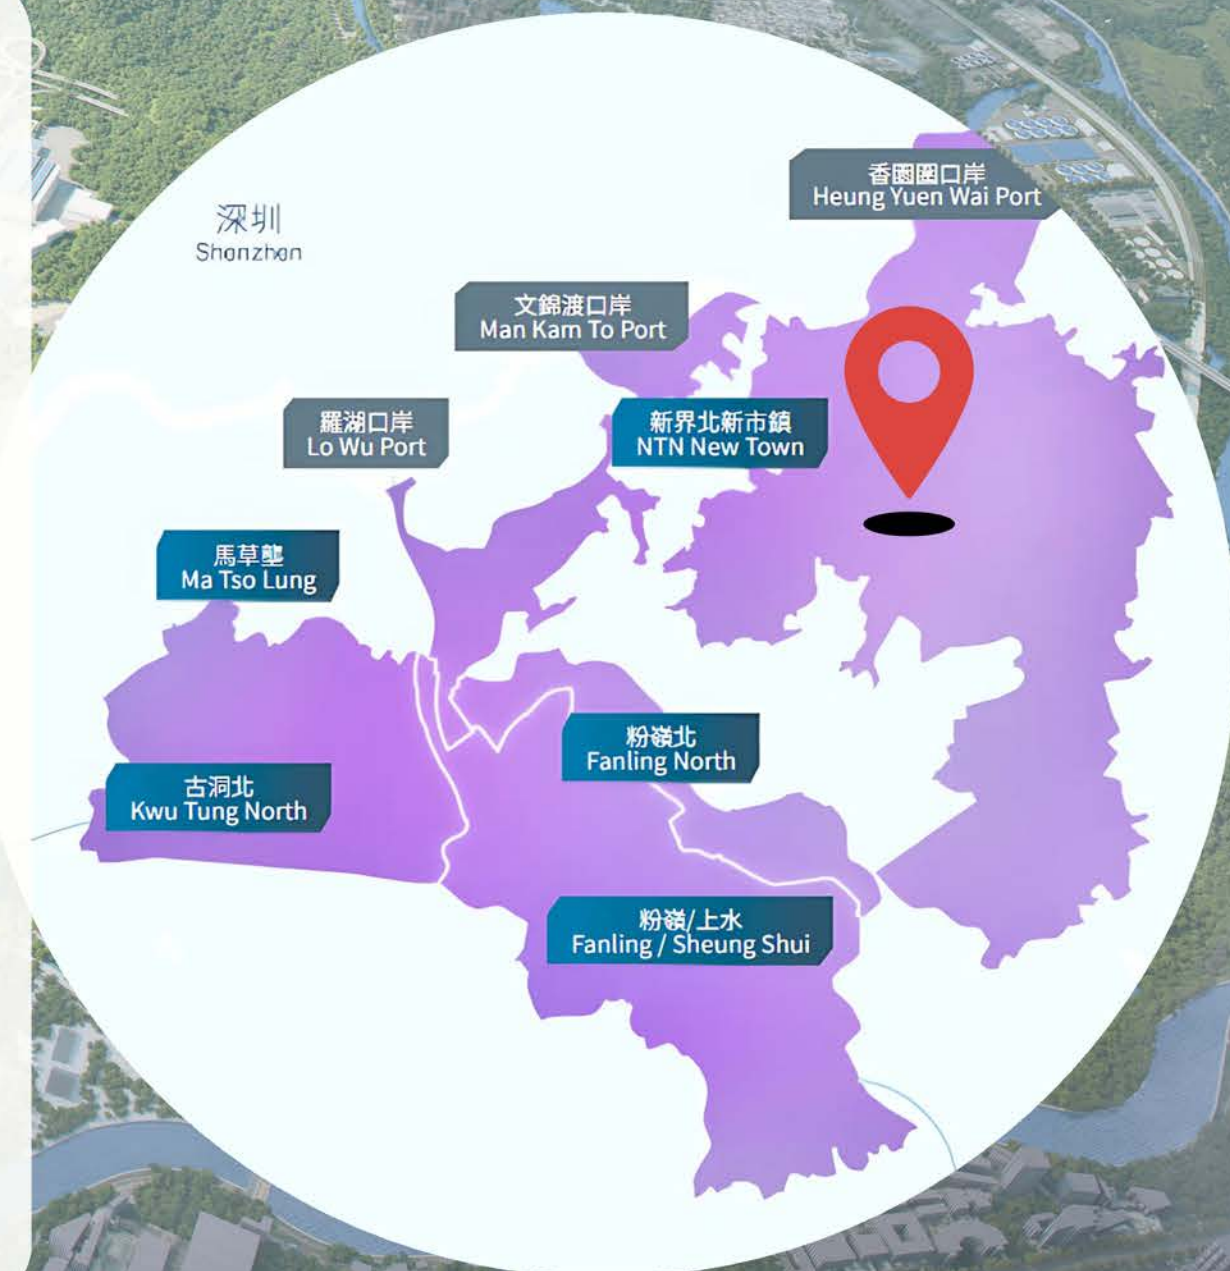 香園圍口岸
Heung Yuen Wai Port
深圳
Shenzhen
文錦渡口岸
Man Kam To Port
羅湖口岸
Lo Wu Port
新界北新市鎮
NTN New Town
馬草壟
Ma Tso Lung
粉嶺北
Fanling North
古洞北
Kwu Tung North
粉嶺/上水
Fanling / Sheung Shui